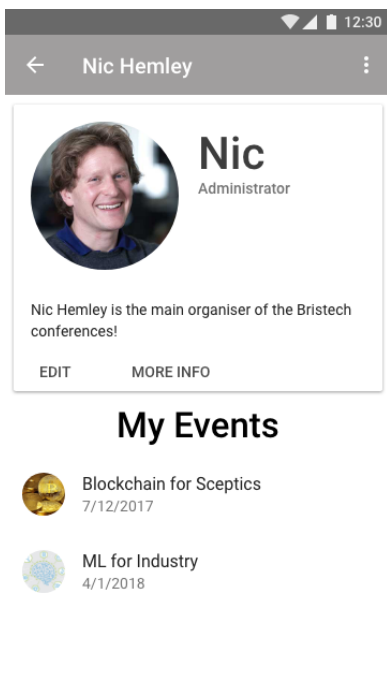 12:30
Nic Hemley
Nic
Administrator
Nic Hemley is the main organiser of the Bristech
conferences!
EDIT MORE INFO
My Events
Blockchain for Sceptics
7/12/2017
ML for Industry
4/1/2018